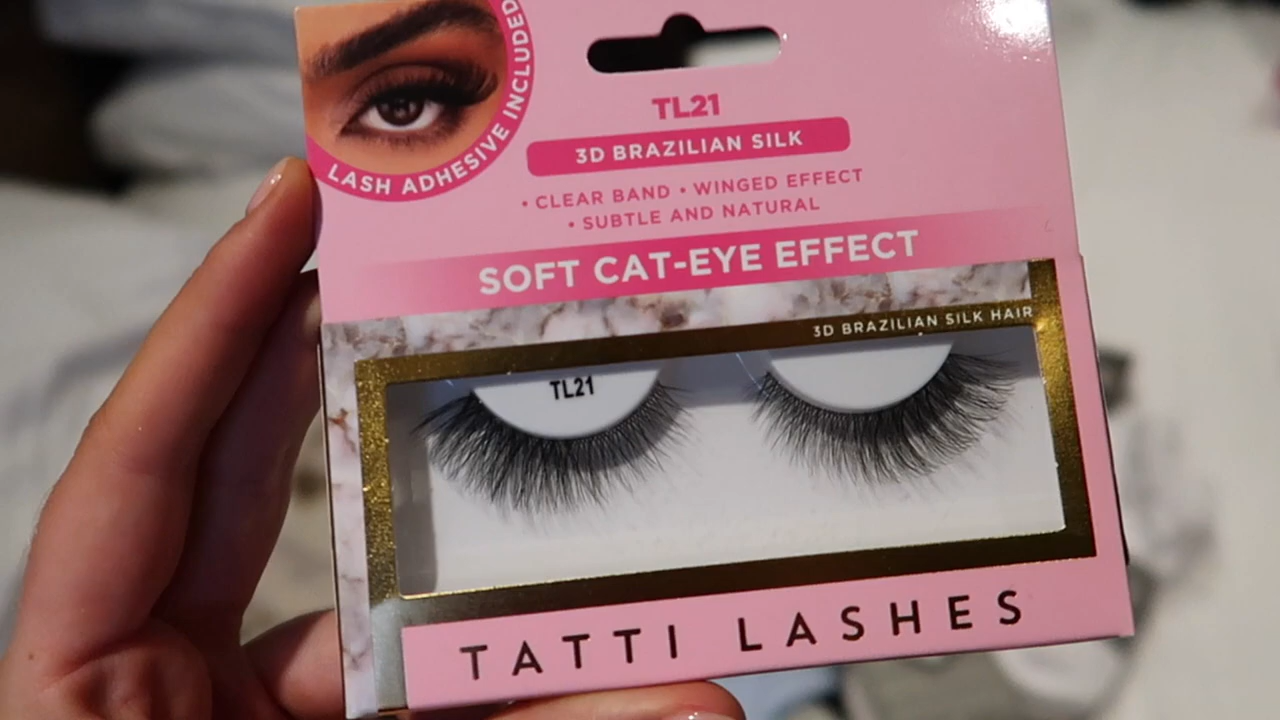 LASH ADHESIVE INCLUDED
TL21
3D BRAZILIAN SILK
• CLEAR BAND • WINGED EFFECT
• SUBTLE AND NATURAL
SOFT CAT-EYE EFFECT
3D BRAZILIAN SILK HAIR
TL21
TATTI LASHES